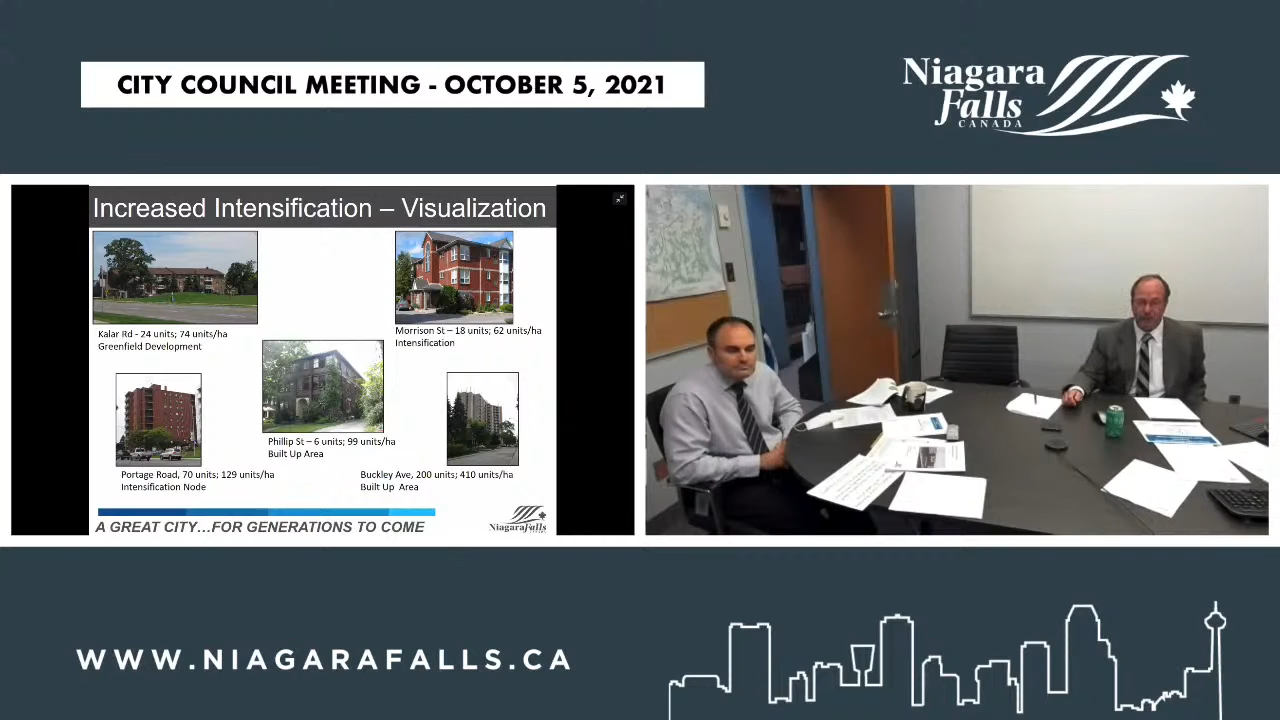 CITY COUNCIL MEETING - OCTOBER 5, 2021
Niagara
Falls
CANADA
Increased Intensification – Visualization
Kalar Rd - 24 units; 74 units/ha
Greenfield Development
Morrison St – 18 units; 62 units/ha
Intensification
Phillip St – 6 units; 99 units/ha
Built Up Area
Portage Road, 70 units; 129 units/ha
Intensification Node
Buckley Ave, 200 units; 410 units/ha
Built Up Area
A GREAT CITY...FOR GENERATIONS TO COME
Niagara Falls
WWW.NIAGARAFALLS.CA